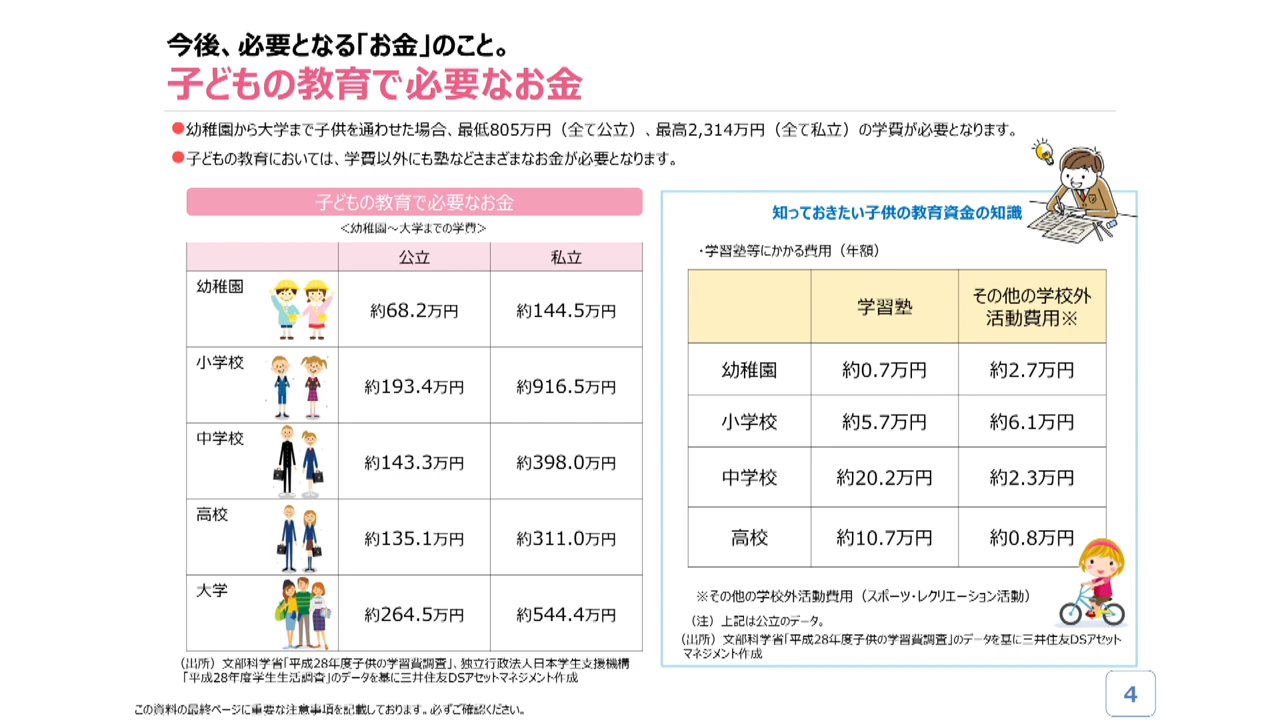 今後、必要となる「お金」のこと。
子どもの教育で必要なお金
●幼稚園から大学まで子供を通わせた場合、最低805万円（全て公立）、最高2,314万円（全て私立）の学費が必要となります。
●子どもの教育においては、学費以外にも塾などさまざまなお金が必要となります。
子どもの教育で必要なお金
＜幼稚園～大学までの学費＞
公立 私立
幼稚園 約68.2万円 約144.5万円
小学校 約193.4万円 約916.5万円
中学校 約143.3万円 約398.0万円
高校 約135.1万円 約311.0万円
大学 約264.5万円 約544.4万円
（出所）文部科学省「平成28年度子供の学習費調査」、独立行政法人日本学生支援機構
「平成28年度学生生活調査」のデータを基に三井住友DSアセットマネジメント作成
知っておきたい子供の教育資金の知識
・学習塾等にかかる費用（年額）
学習塾 その他の学校外
活動費用※
幼稚園 約0.7万円 約2.7万円
小学校 約5.7万円 約6.1万円
中学校 約20.2万円 約2.3万円
高校 約10.7万円 約0.8万円
※その他の学校外活動費用（スポーツ・レクリエーション活動）
（注）上記は公立のデータ。
（出所）文部科学省「平成28年度子供の学習費調査」のデータを基に三井住友DSアセット
マネジメント作成
この資料の最終ページに重要な注意事項を記載しております。必ずご確認ください。
4